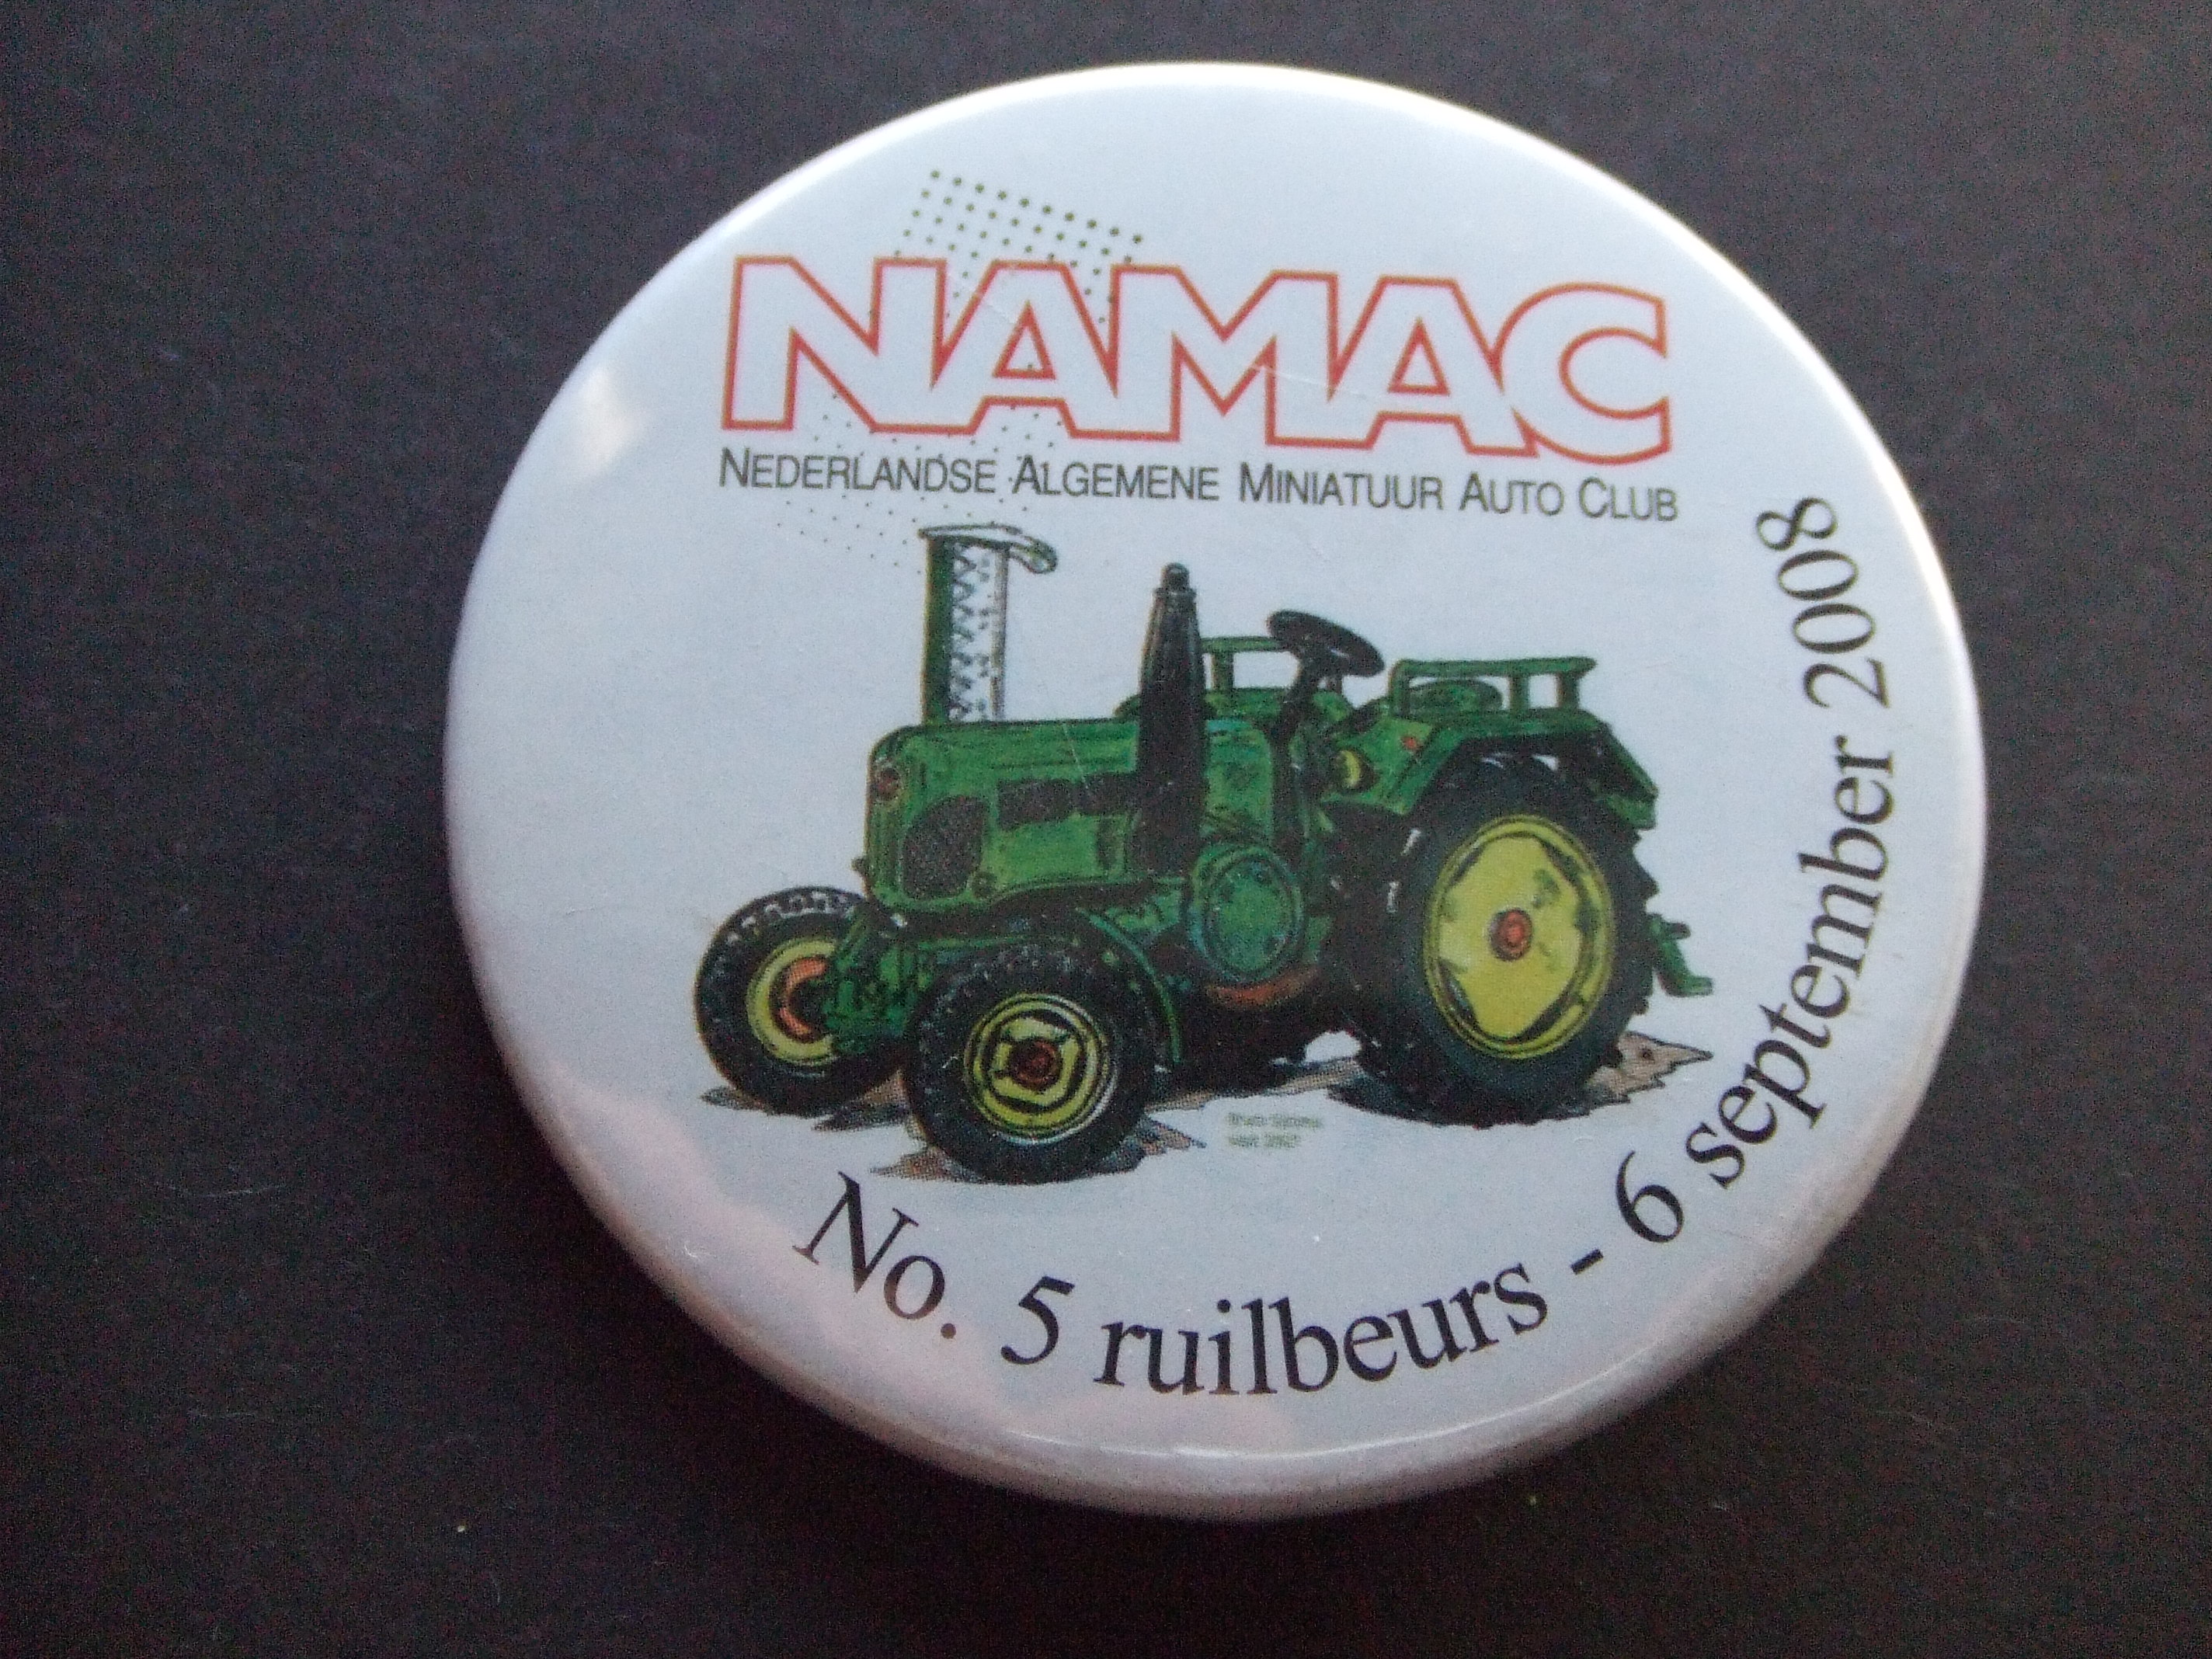 NAMAC
NEDERLANDSE ALGEMENE MINIATUUR AUTO CLUB
No. 5 ruilbeurs - 6 september 2008